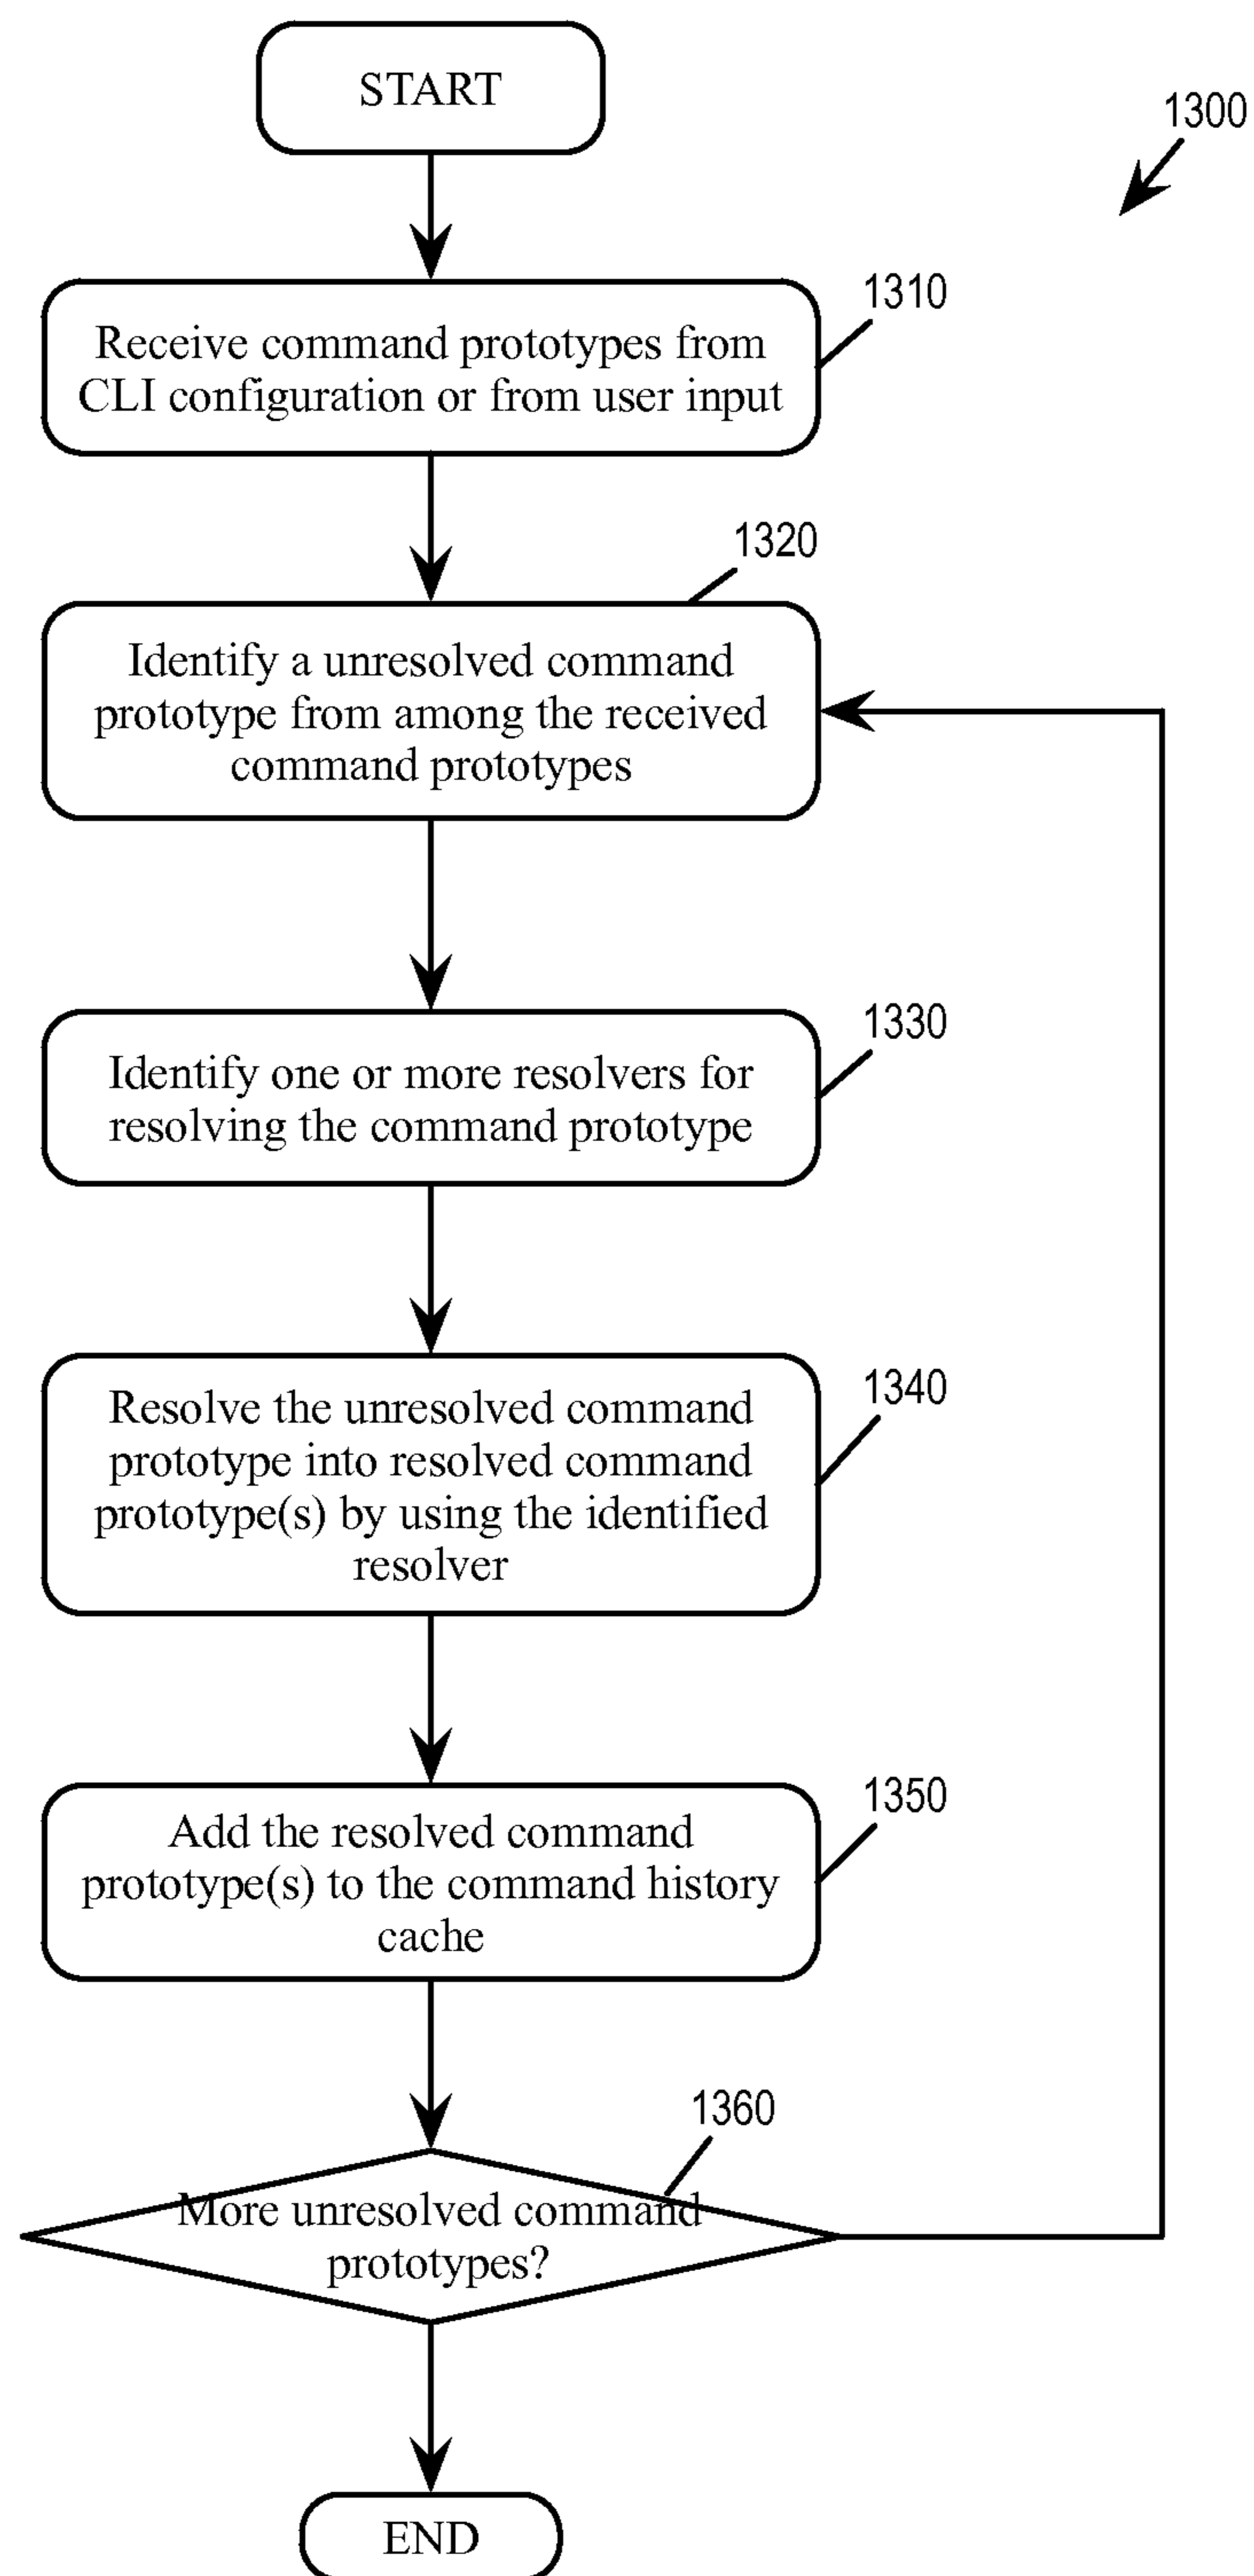 START
1300
1310
Receive command prototypes from
CLI configuration or from user input
1320
Identify a unresolved command
prototype from among the received
command prototypes
1330
Identify one or more resolvers for
resolving the command prototype
1340
Resolve the unresolved command
prototype into resolved command
prototype(s) by using the identified
resolver
1350
Add the resolved command
prototype(s) to the command history
cache
1360
More unresolved command
prototypes?
END